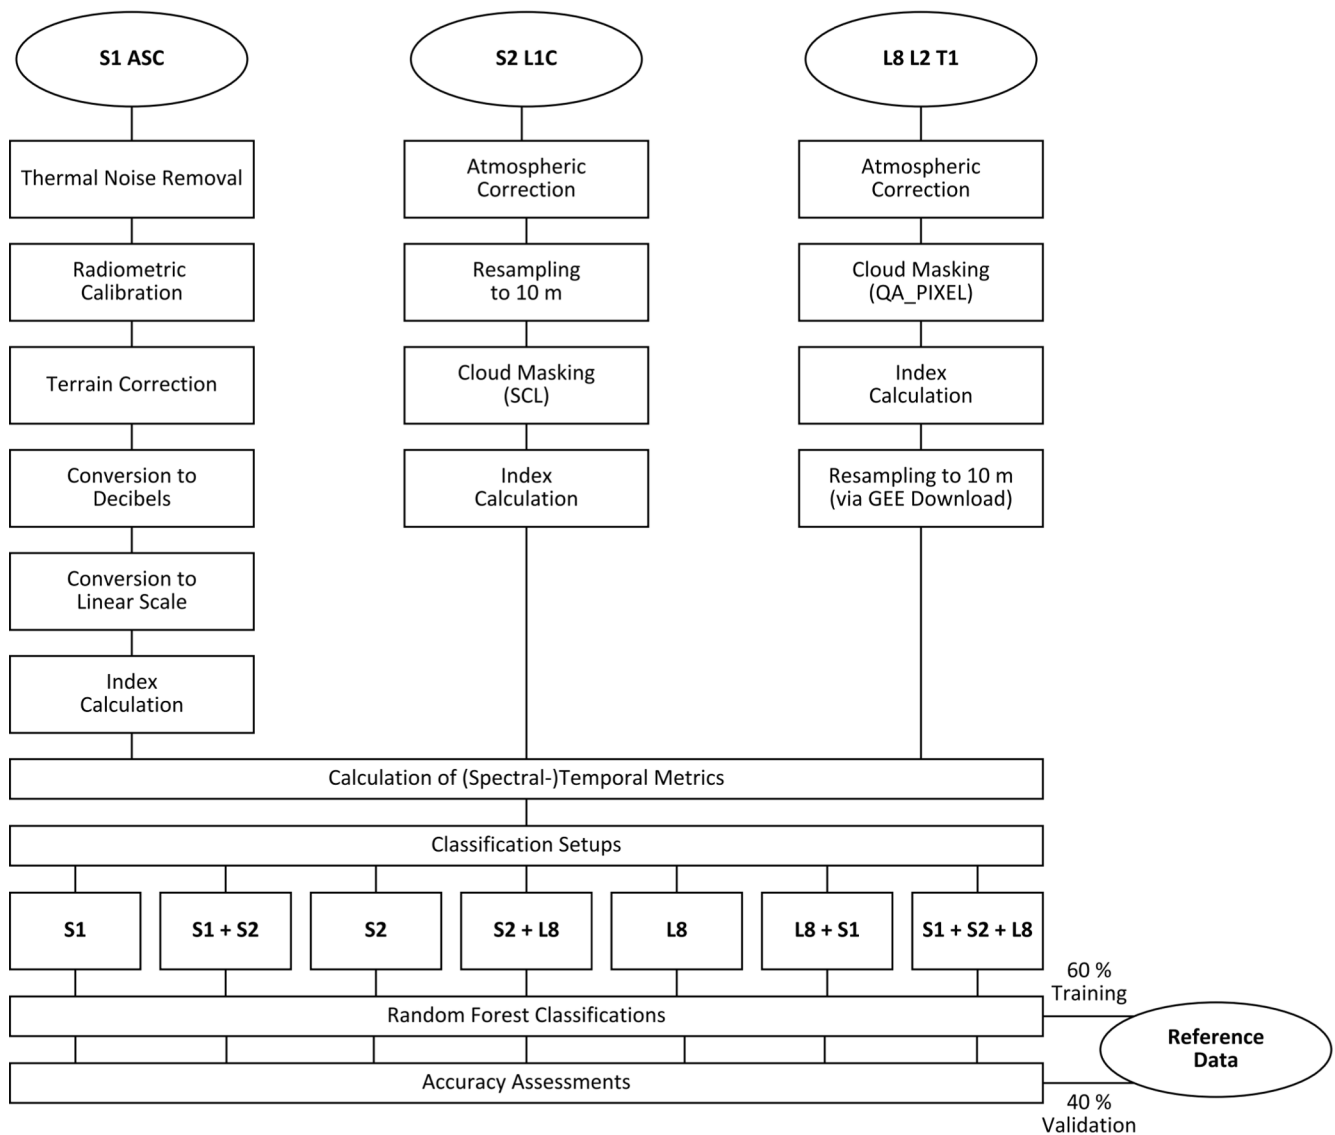 S1 ASC
S2 L1C
L8 L2 T1
Thermal Noise Removal
Atmospheric
Correction
Atmospheric
Correction
Radiometric
Calibration
Resampling
to 10 m
Cloud Masking
(QA_PIXEL)
Terrain Correction
Cloud Masking
(SCL)
Index
Calculation
Conversion to
Decibels
Index
Calculation
Resampling to 10 m
(via GEE Download)
Conversion to
Linear Scale
Index
Calculation
Calculation of (Spectral-)Temporal Metrics
Classification Setups
S1
S1 + S2
S2
S2 + L8
L8
L8 + S1
S1 + S2 + L8
60 %
Training
Random Forest Classifications
Reference
Data
Accuracy Assessments
40 %
Validation